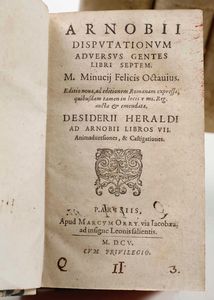 ARNOBII
DISPVTATIONVM
ADVERSVS GENTES
LIBRI SEPTEM.
M. Minucij Felicis Octauius.
Editio noua, ad editionem Romanam expressa,
quibusdam tamen in locis e ms. Reg.
aucta & emendata.
DESIDERII HERALDI
AD ARNOBII LIBROS VII.
Animaduersiones, & Castigationes.
PARISIIS,
Apud MARCVM ORRY via Iacobæa,
ad insigne Leonis salientis.
M. DCV.
CVM PRIVILEGIO.
Q II 3.